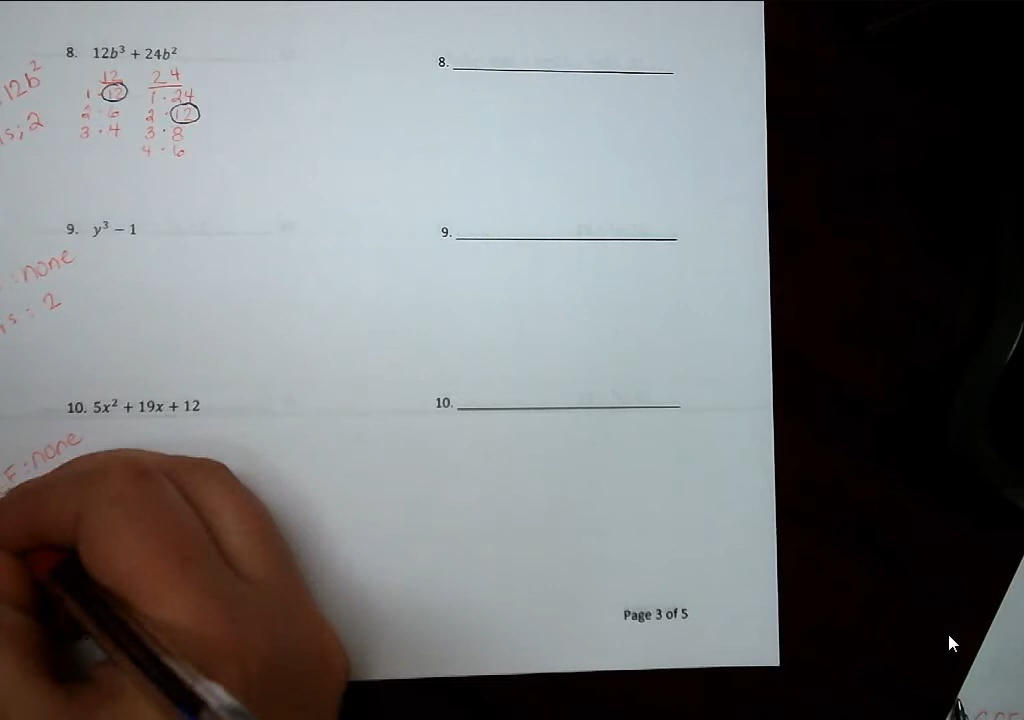 8. 12b³ + 24b²
8.
12b²
12 24
1 · 12 1 · 24
2 · 6 2 · 12
3 · 4 3 · 8
4 · 6
s; 2
9. y³ − 1
9.
: none
s : 2
10. 5x² + 19x + 12
10.
F : none
Page 3 of 5